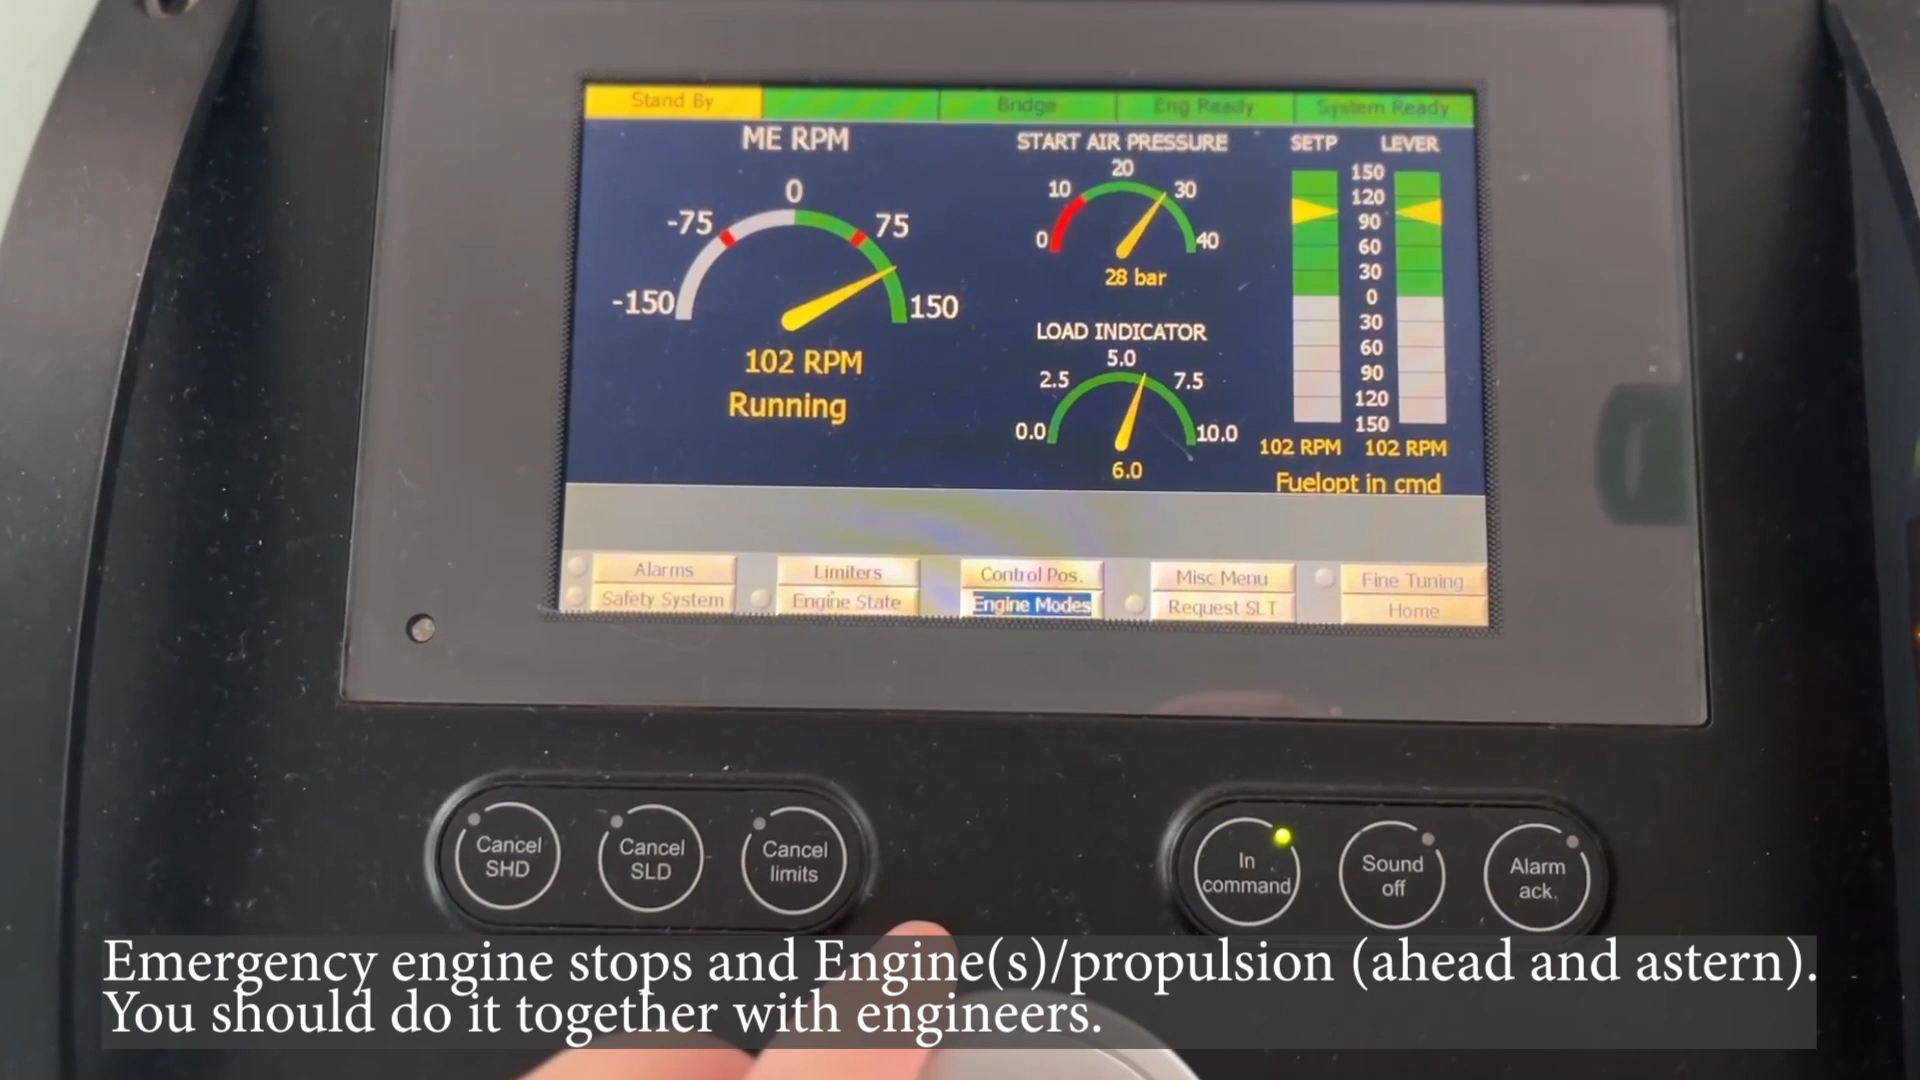 Stand By
Bridge
Eng Ready
System Ready
ME RPM
0
-75
75
-150
150
102 RPM
Running
START AIR PRESSURE
20
10
30
0
40
28 bar
LOAD INDICATOR
5.0
2.5
7.5
0.0
10.0
6.0
SETP
LEVER
150
120
90
60
30
0
30
60
90
120
150
102 RPM
102 RPM
Fuelopt in cmd
Alarms
Limiters
Control Pos.
Misc Menu
Fine Tuning
Safety System
Engine State
Engine Modes
Request SLT
Home
Cancel
SHD
Cancel
SLD
Cancel
limits
In
command
Sound
off
Alarm
ack.
Emergency engine stops and Engine(s)/propulsion (ahead and astern).
You should do it together with engineers.